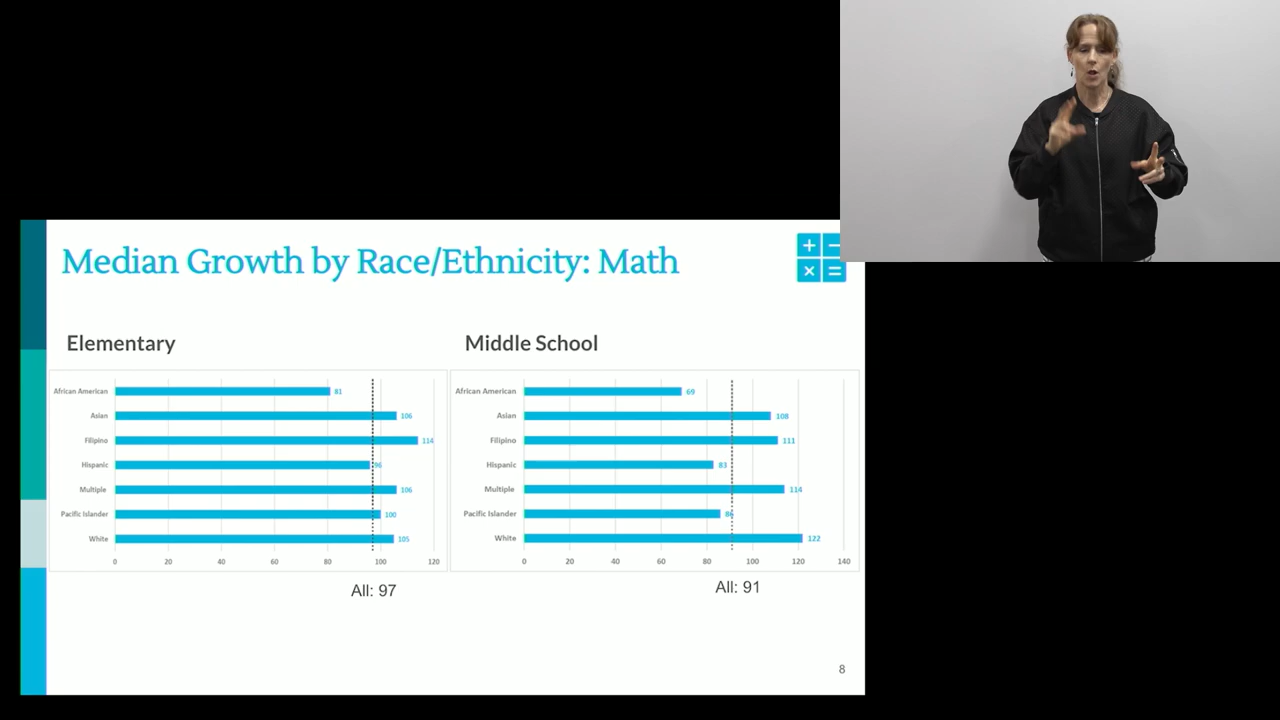 Median Growth by Race/Ethnicity: Math
+ −
× =
Elementary
African American 81
Asian 106
Filipino 114
Hispanic 96
Multiple 106
Pacific Islander 100
White 105
0 20 40 60 80 100 120
All: 97
Middle School
African American 69
Asian 108
Filipino 111
Hispanic 83
Multiple 114
Pacific Islander 86
White 122
0 20 40 60 80 100 120 140
All: 91
8